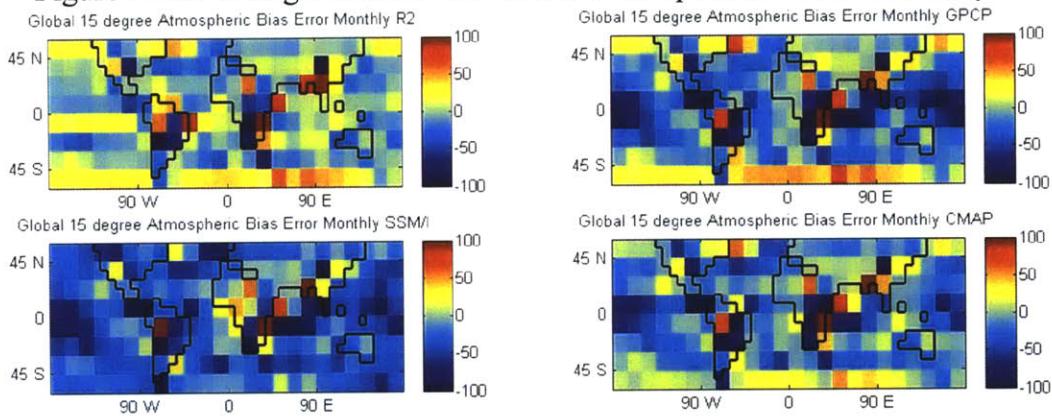 Global 15 degree Atmospheric Bias Error Monthly R2
45 N
0
45 S
90 W 0 90 E
100
50
0
-50
-100
Global 15 degree Atmospheric Bias Error Monthly GPCP
45 N
0
45 S
90 W 0 90 E
100
50
0
-50
-100
Global 15 degree Atmospheric Bias Error Monthly SSM/I
45 N
0
45 S
90 W 0 90 E
100
50
0
-50
-100
Global 15 degree Atmospheric Bias Error Monthly CMAP
45 N
0
45 S
90 W 0 90 E
100
50
0
-50
-100